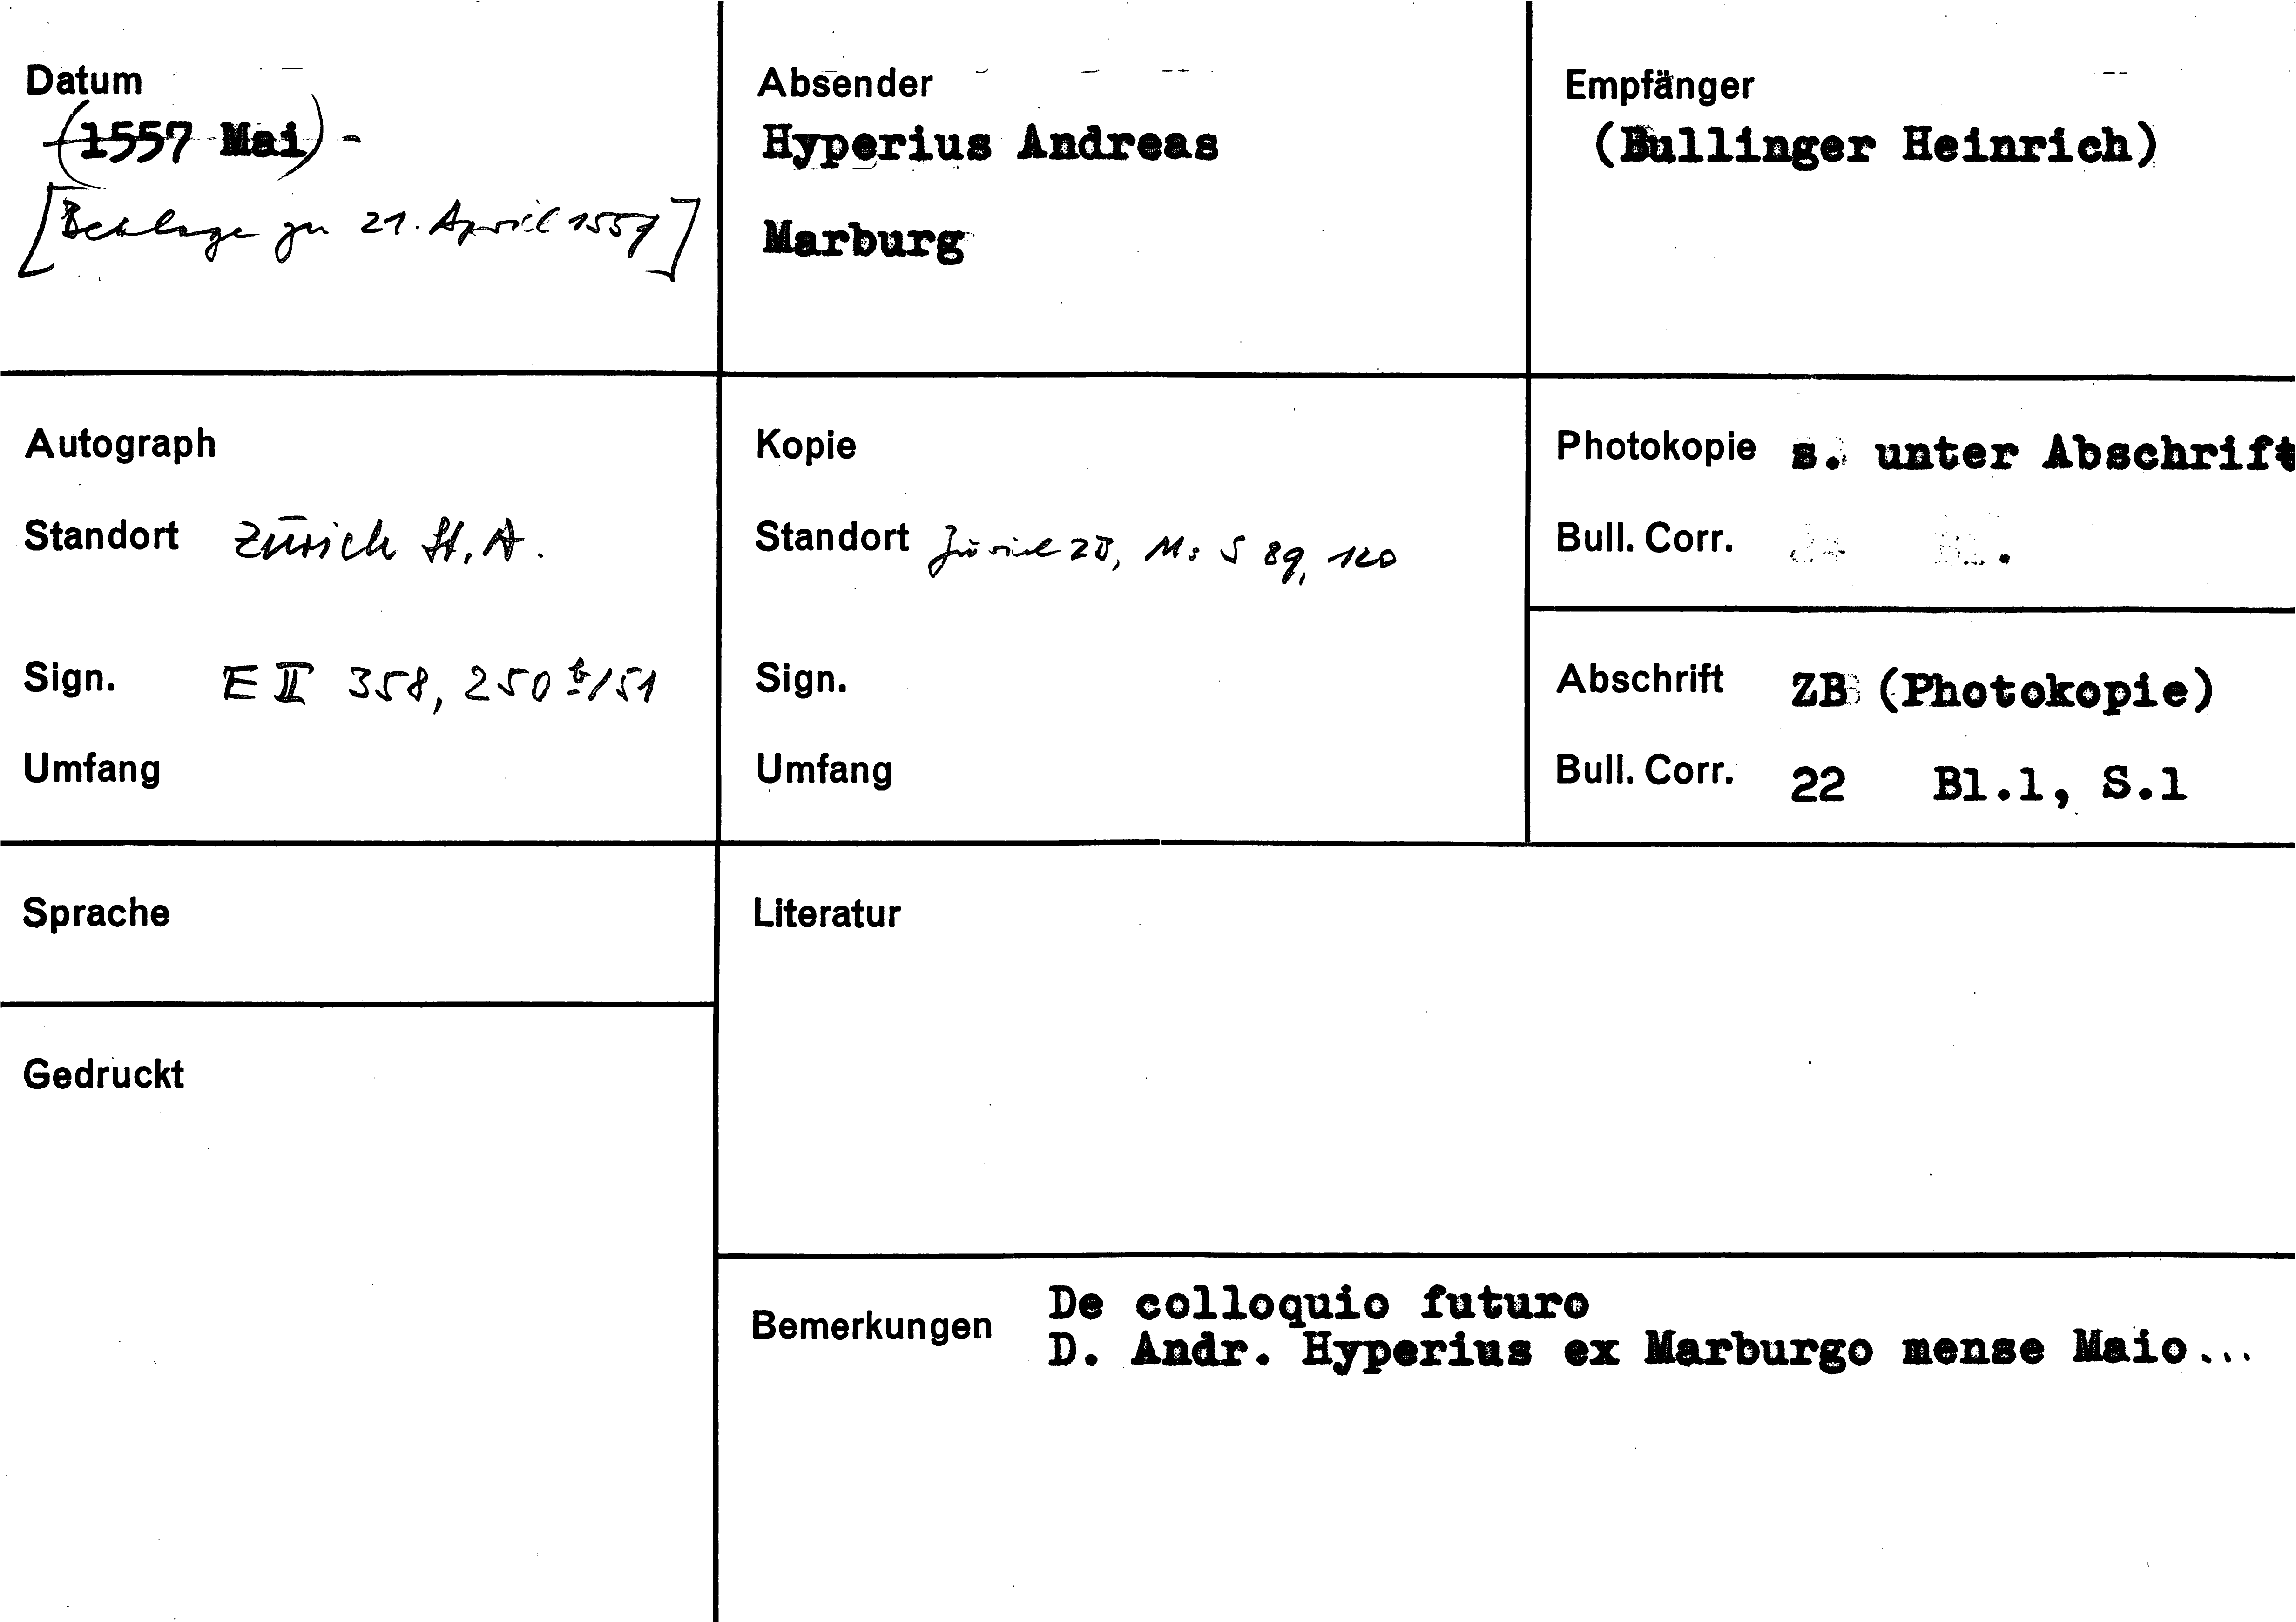 Datum
(1557 Mai) -
[Beilage zu 21. April 1557]
Absender
Hyperius Andreas
Marburg
Empfänger
(Bullinger Heinrich)
Autograph
Standort Zürich St. A.
Sign. E II 358, 250b/51
Umfang
Kopie
Standort Zürich ZB, Ms S 89, 120
Sign.
Umfang
Photokopie s. unter Abschrift
Bull. Corr.
Abschrift ZB (Photokopie)
Bull. Corr. 22 Bl.1, S.1
Sprache
Literatur
Gedruckt
Bemerkungen De colloquio futuro
D. Andr. Hyperius ex Marburgo mense Maio...